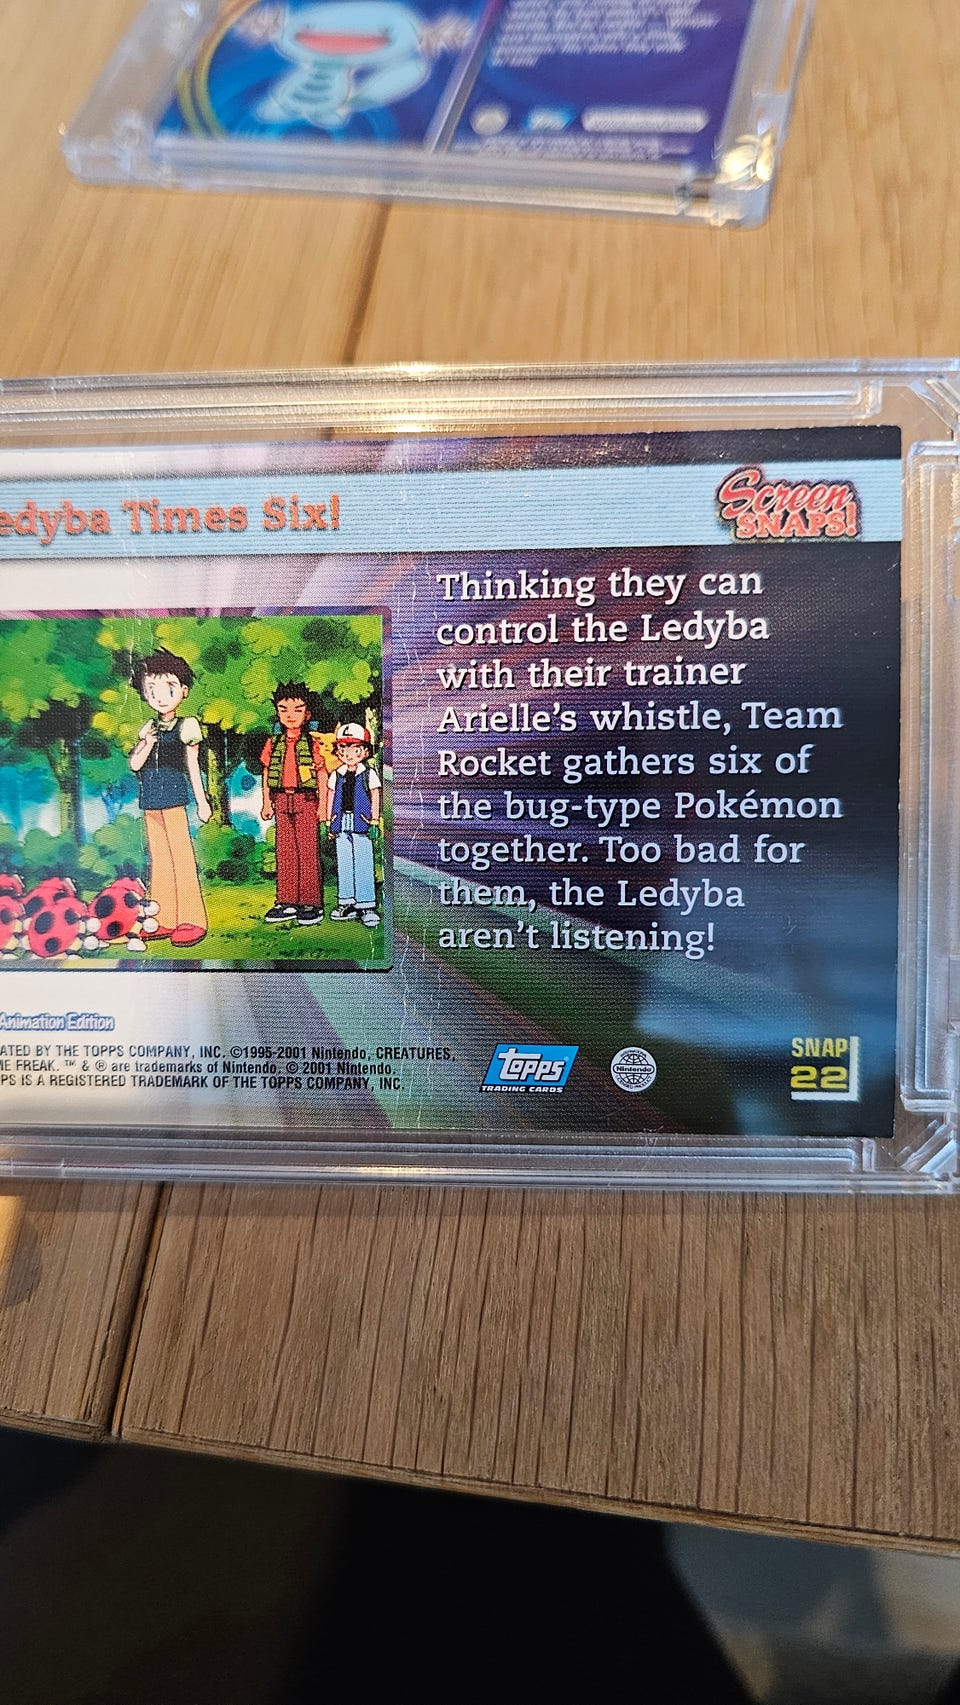 edyba Times Six!
Screen
SNAPS!
Thinking they can
control the Ledyba
with their trainer
Arielle's whistle, Team
Rocket gathers six of
the bug-type Pokémon
together. Too bad for
them, the Ledyba
aren't listening!
Animation Edition
ATED BY THE TOPPS COMPANY, INC. ©1995-2001 Nintendo, CREATURES,
ME FREAK. ™ & ® are trademarks of Nintendo, © 2001 Nintendo.
PS IS A REGISTERED TRADEMARK OF THE TOPPS COMPANY, INC.
topps
TRADING CARDS
Nintendo
SNAP
22